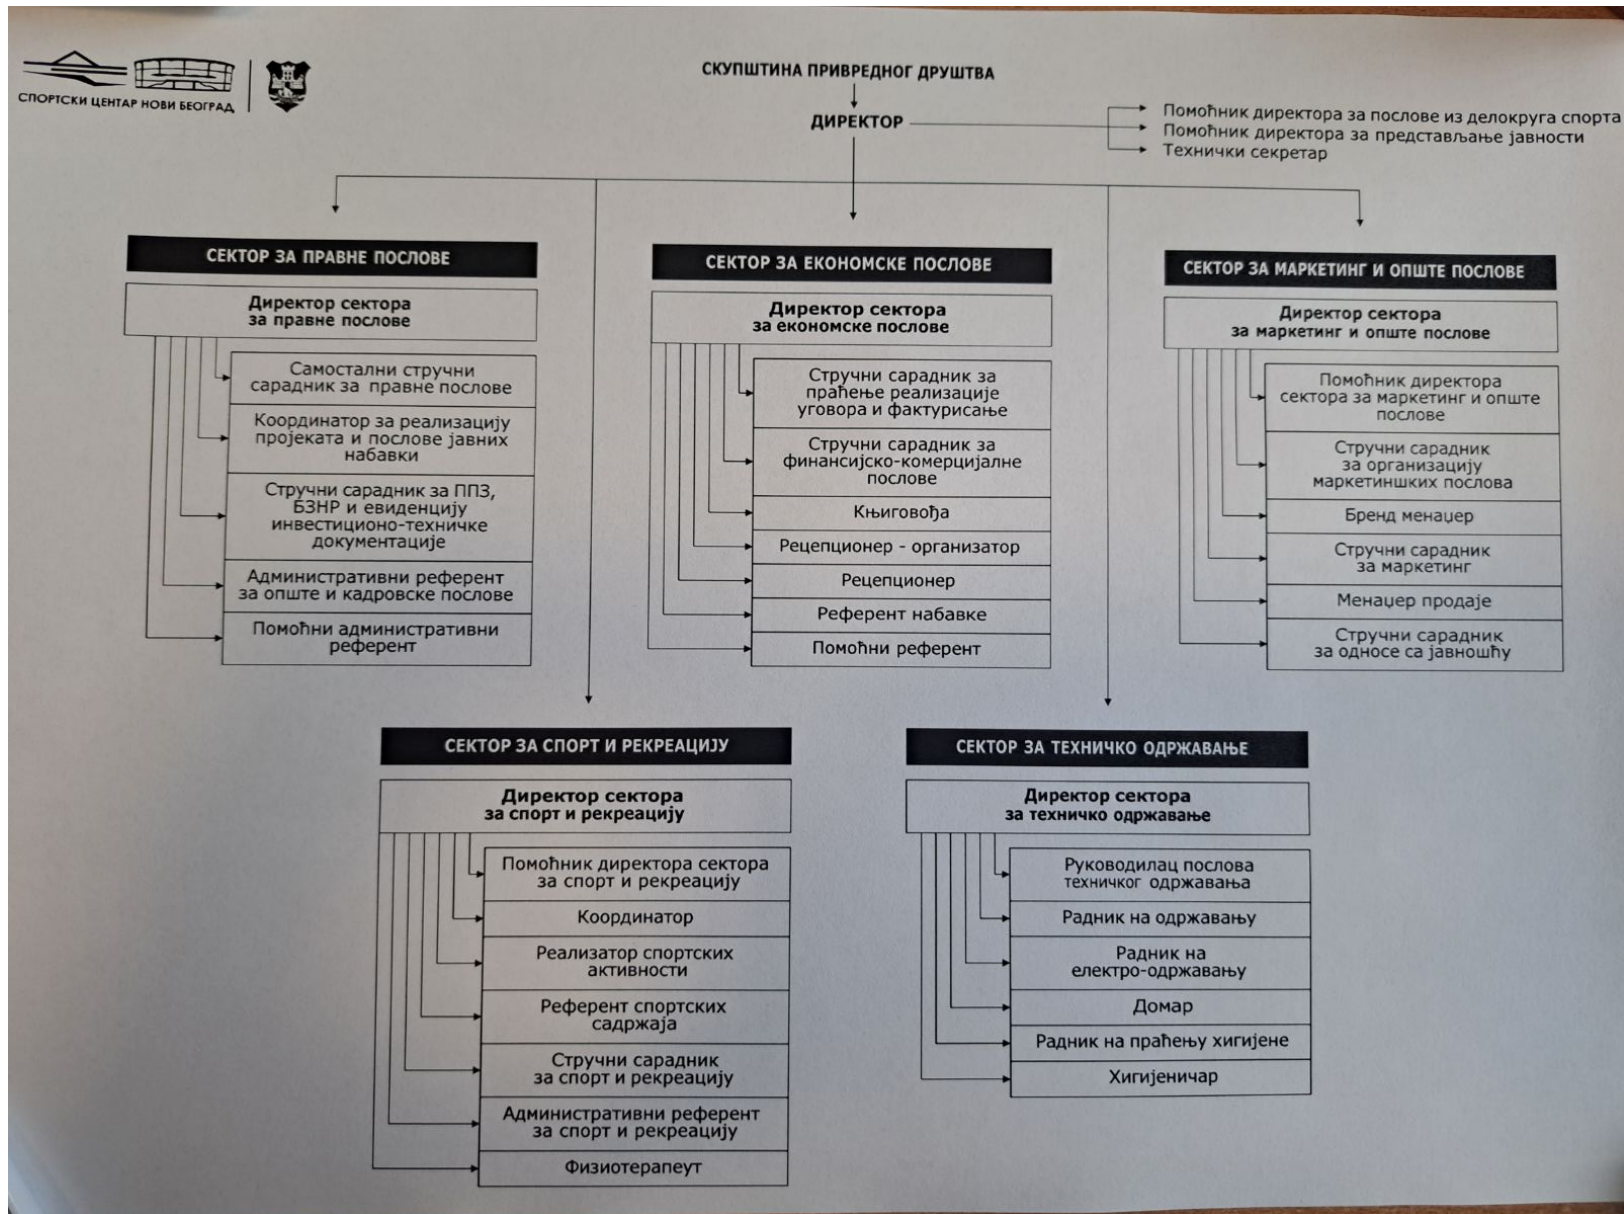 СПОРТСКИ ЦЕНТАР НОВИ БЕОГРАД
СКУПШТИНА ПРИВРЕДНОГ ДРУШТВА
ДИРЕКТОР
Помоћник директора за послове из делокруга спорта
Помоћник директора за представљање јавности
Технички секретар
СЕКТОР ЗА ПРАВНЕ ПОСЛОВЕ
Директор сектора
за правне послове
Самостални стручни
сарадник за правне послове
Координатор за реализацију
пројеката и послове јавних
набавки
Стручни сарадник за ППЗ,
БЗНР и евиденцију
инвестиционо-техничке
документације
Административни референт
за опште и кадровске послове
Помоћни административни
референт
СЕКТОР ЗА ЕКОНОМСКЕ ПОСЛОВЕ
Директор сектора
за економске послове
Стручни сарадник за
праћење реализације
уговора и фактурисање
Стручни сарадник за
финансијско-комерцијалне
послове
Књиговођа
Рецепционер - организатор
Рецепционер
Референт набавке
Помоћни референт
СЕКТОР ЗА МАРКЕТИНГ И ОПШТЕ ПОСЛОВЕ
Директор сектора
за маркетинг и опште послове
Помоћник директора
сектора за маркетинг и опште
послове
Стручни сарадник
за организацију
маркетиншких послова
Бренд менаџер
Стручни сарадник
за маркетинг
Менаџер продаје
Стручни сарадник
за односе са јавношћу
СЕКТОР ЗА СПОРТ И РЕКРЕАЦИЈУ
Директор сектора
за спорт и рекреацију
Помоћник директора сектора
за спорт и рекреацију
Координатор
Реализатор спортских
активности
Референт спортских
садржаја
Стручни сарадник
за спорт и рекреацију
Административни референт
за спорт и рекреацију
Физиотерапеут
СЕКТОР ЗА ТЕХНИЧКО ОДРЖАВАЊЕ
Директор сектора
за техничко одржавање
Руководилац послова
техничког одржавања
Радник на одржавању
Радник на
електро-одржавању
Домар
Радник на праћењу хигијене
Хигијеничар